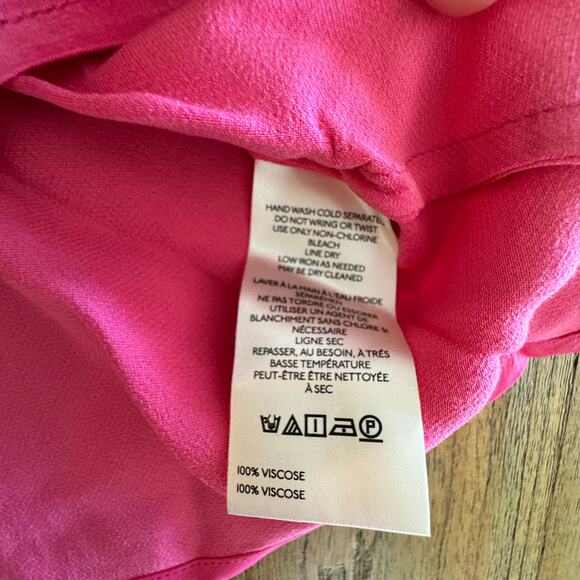 HAND WASH COLD SEPARATELY
DO NOT WRING OR TWIST
USE ONLY NON-CHLORINE
BLEACH
LINE DRY
LOW IRON AS NEEDED
MAY BE DRY CLEANED
LAVER À LA MAIN À L'EAU FROIDE
SÉPARÉMEN
NE PAS TORDRE OU ESSORER
UTILISER UN AGENT DE
BLANCHIMENT SANS CHLORE SI
NÉCESSAIRE
LIGNE SEC
REPASSER, AU BESOIN, À TRÉS
BASSE TEMPÉRATURE
PEUT-ÊTRE ÊTRE NETTOYÉE
À SEC
P
100% VISCOSE
100% VISCOSE